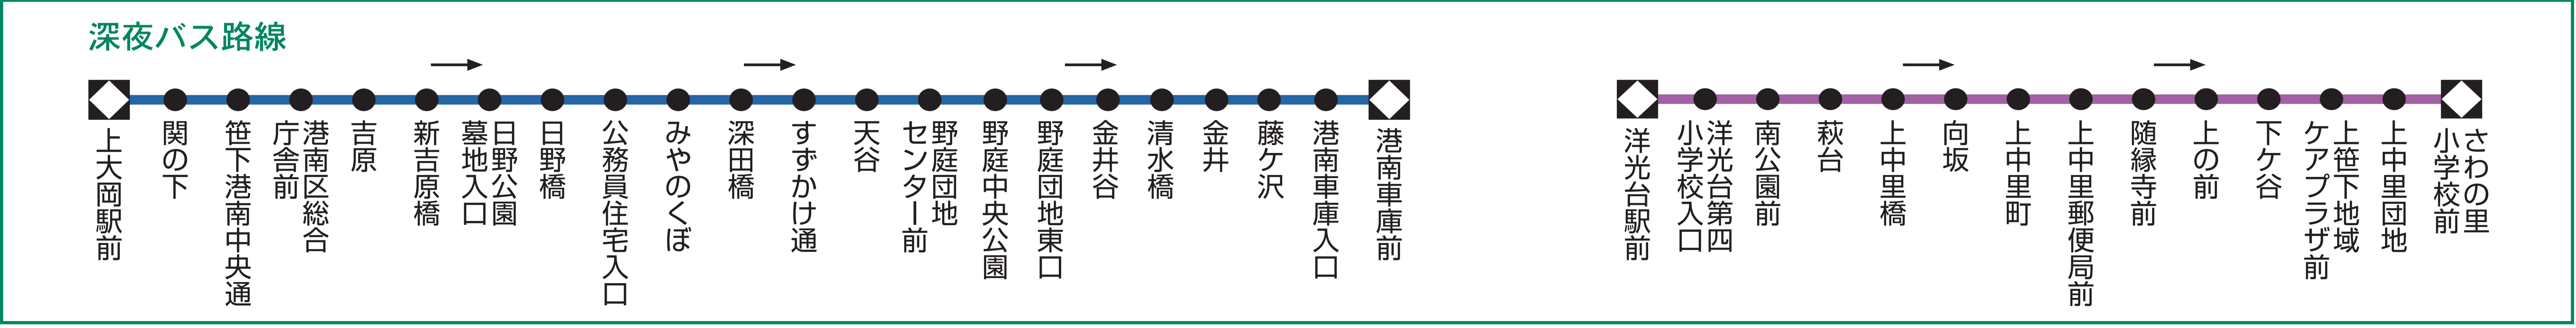 深夜バス路線
上大岡駅前
関の下
笹下港南中央通
港南区総合
庁舎前
吉原
新吉原橋
日野公園
墓地入口
日野橋
公務員住宅入口
みやのくぼ
深田橋
すずかけ通
天谷
野庭団地
センター前
野庭中央公園
野庭団地東口
金井谷
清水橋
金井
藤ケ沢
港南車庫入口
港南車庫前
洋光台駅前
洋光台第四
小学校入口
南公園前
萩台
上中里橋
向坂
上中里町
上中里郵便局前
随縁寺前
上の前
下ケ谷
上笹下地域
ケアプラザ前
上中里団地
さわの里
小学校前